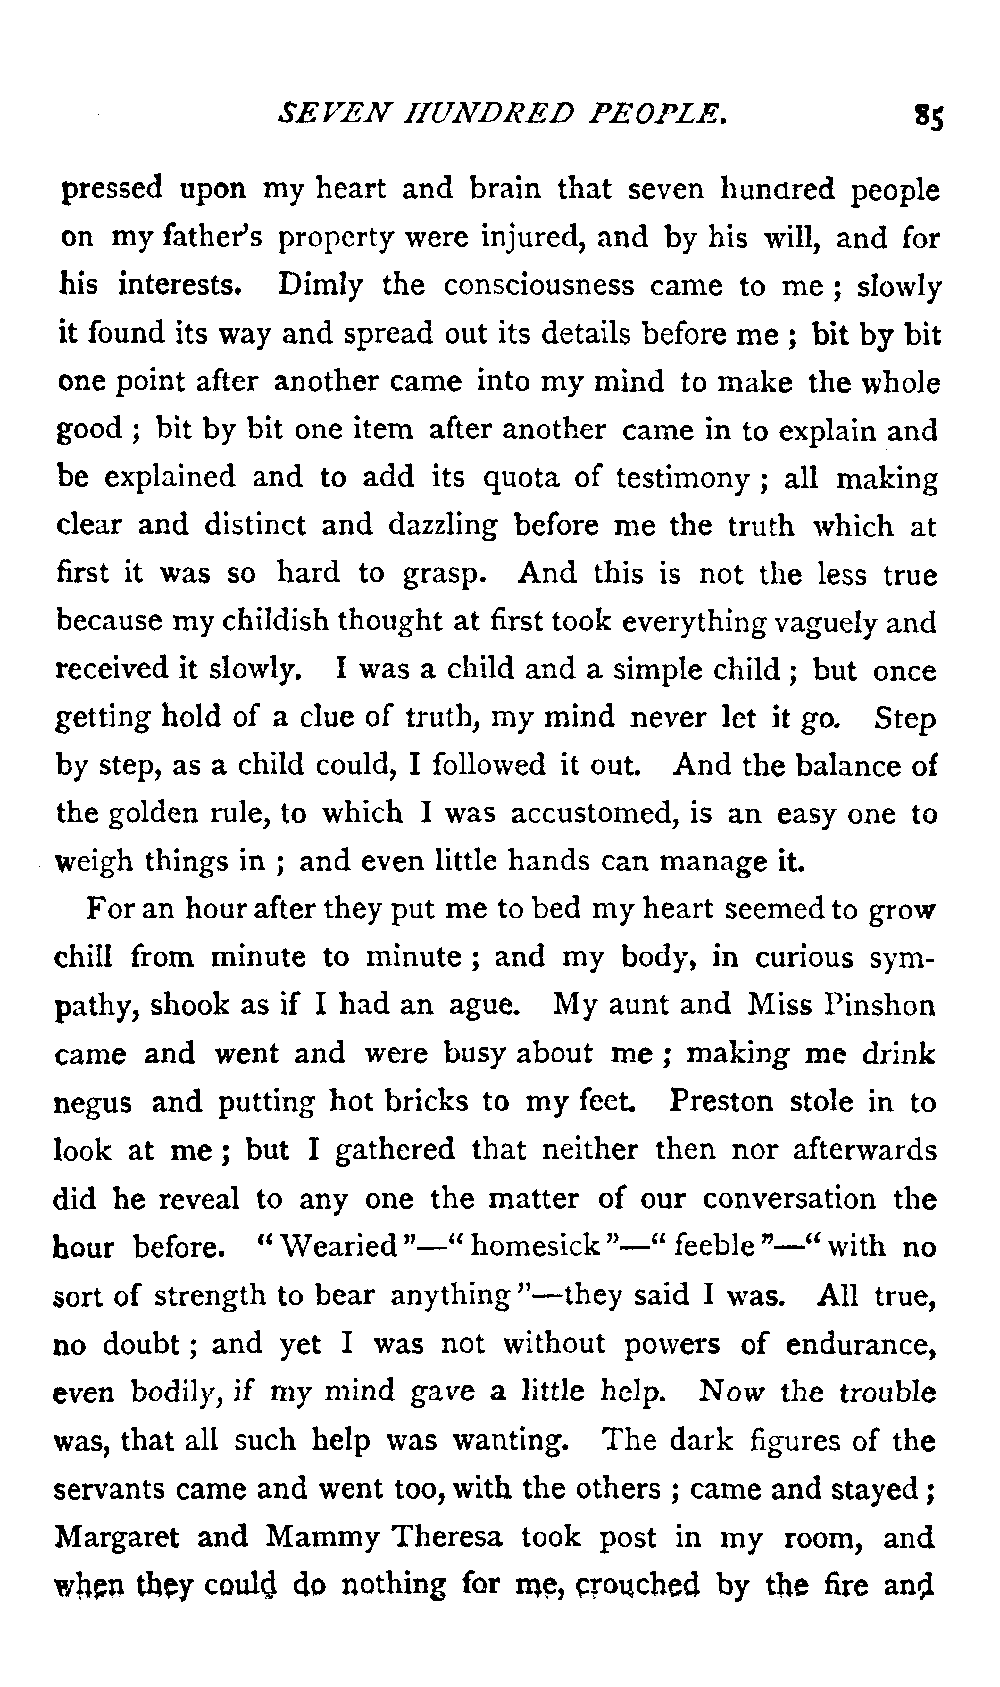 SEVEN HUNDRED PEOPLE. 85
pressed upon my heart and brain that seven hundred people
on my father's property were injured, and by his will, and for
his interests. Dimly the consciousness came to me ; slowly
it found its way and spread out its details before me ; bit by bit
one point after another came into my mind to make the whole
good ; bit by bit one item after another came in to explain and
be explained and to add its quota of testimony ; all making
clear and distinct and dazzling before me the truth which at
first it was so hard to grasp. And this is not the less true
because my childish thought at first took everything vaguely and
received it slowly. I was a child and a simple child ; but once
getting hold of a clue of truth, my mind never let it go. Step
by step, as a child could, I followed it out. And the balance of
the golden rule, to which I was accustomed, is an easy one to
weigh things in ; and even little hands can manage it.
For an hour after they put me to bed my heart seemed to grow
chill from minute to minute ; and my body, in curious sym-
pathy, shook as if I had an ague. My aunt and Miss Pinshon
came and went and were busy about me ; making me drink
negus and putting hot bricks to my feet. Preston stole in to
look at me ; but I gathered that neither then nor afterwards
did he reveal to any one the matter of our conversation the
hour before. "Wearied"—"homesick"—"feeble"—"with no
sort of strength to bear anything"—they said I was. All true,
no doubt ; and yet I was not without powers of endurance,
even bodily, if my mind gave a little help. Now the trouble
was, that all such help was wanting. The dark figures of the
servants came and went too, with the others ; came and stayed ;
Margaret and Mammy Theresa took post in my room, and
when they could do nothing for me, crouched by the fire and